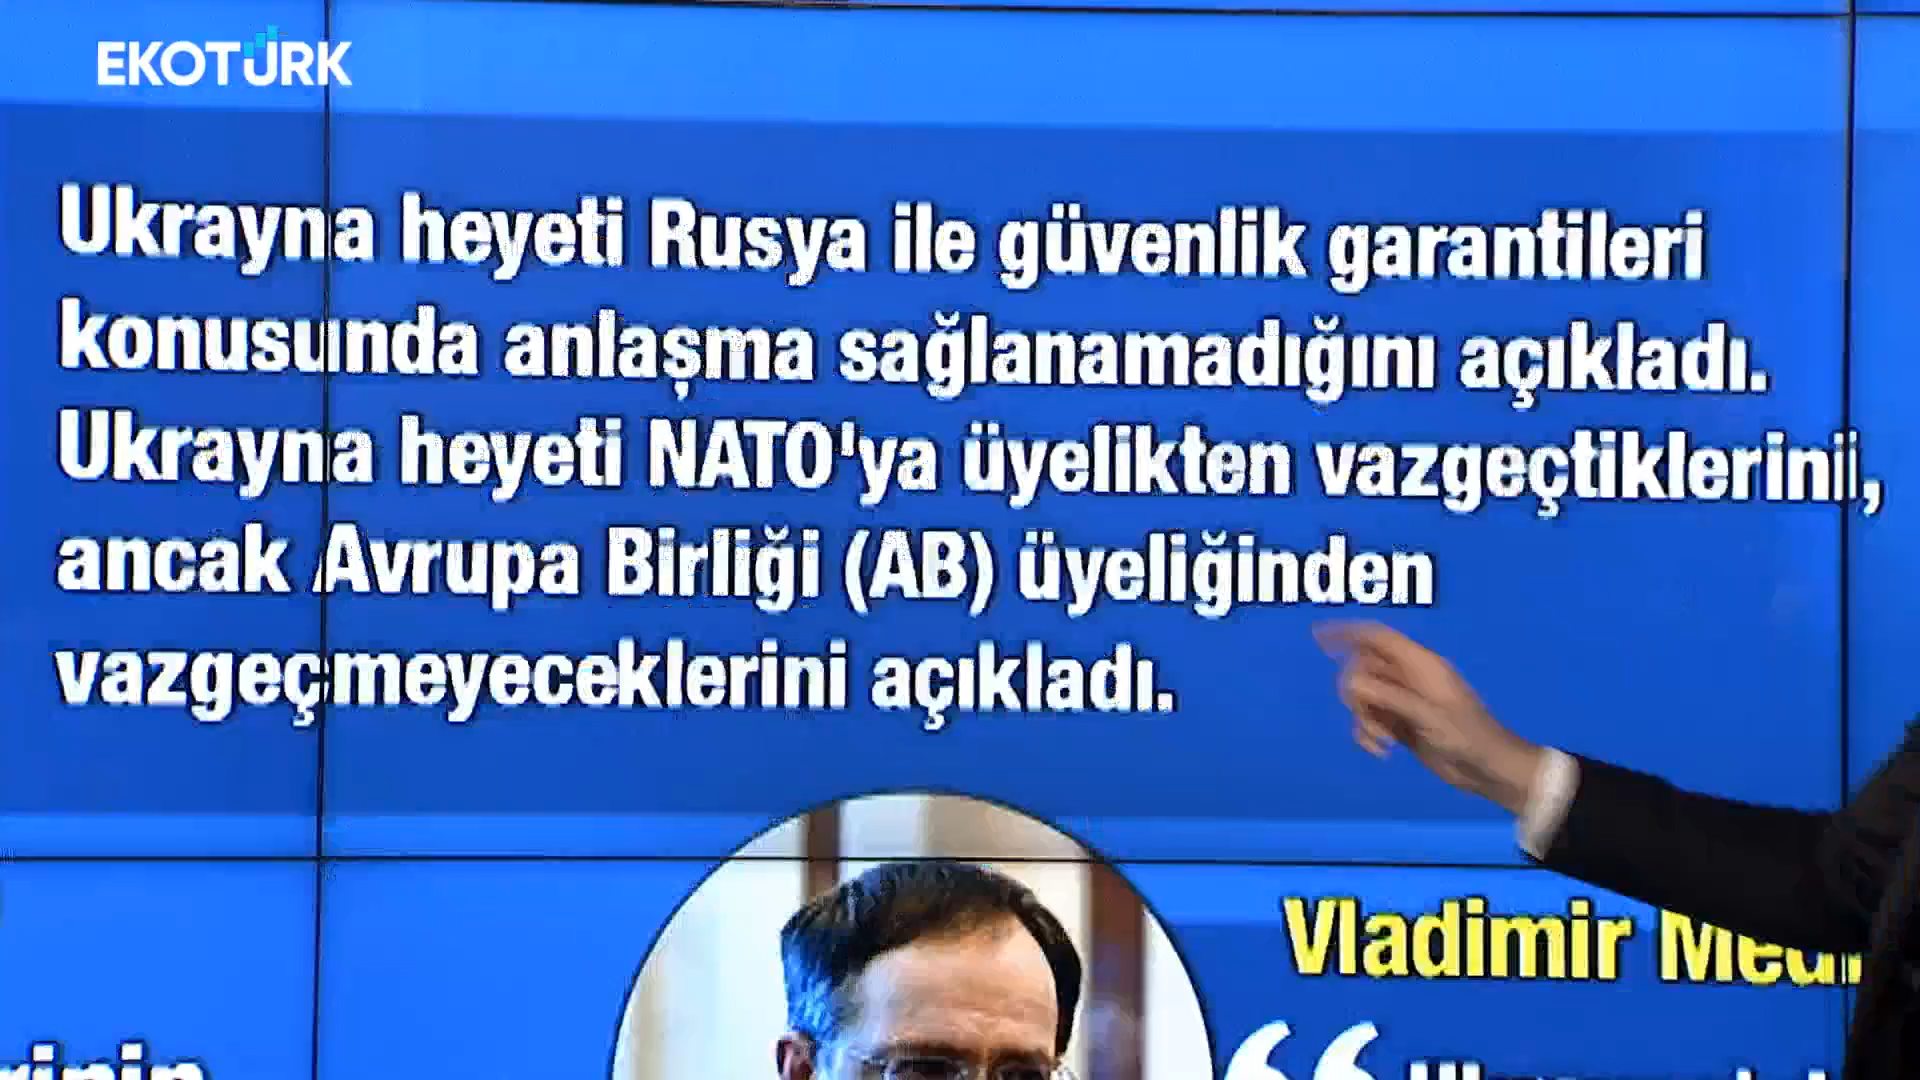 EKOTÜRK
Ukrayna heyeti Rusya ile güvenlik garantileri
konusunda anlaşma sağlanamadığını açıkladı.
Ukrayna heyeti NATO'ya üyelikten vazgeçtiklerini,
ancak Avrupa Birliği (AB) üyeliğinden
vazgeçmeyeceklerini açıkladı.
Vladimir
“